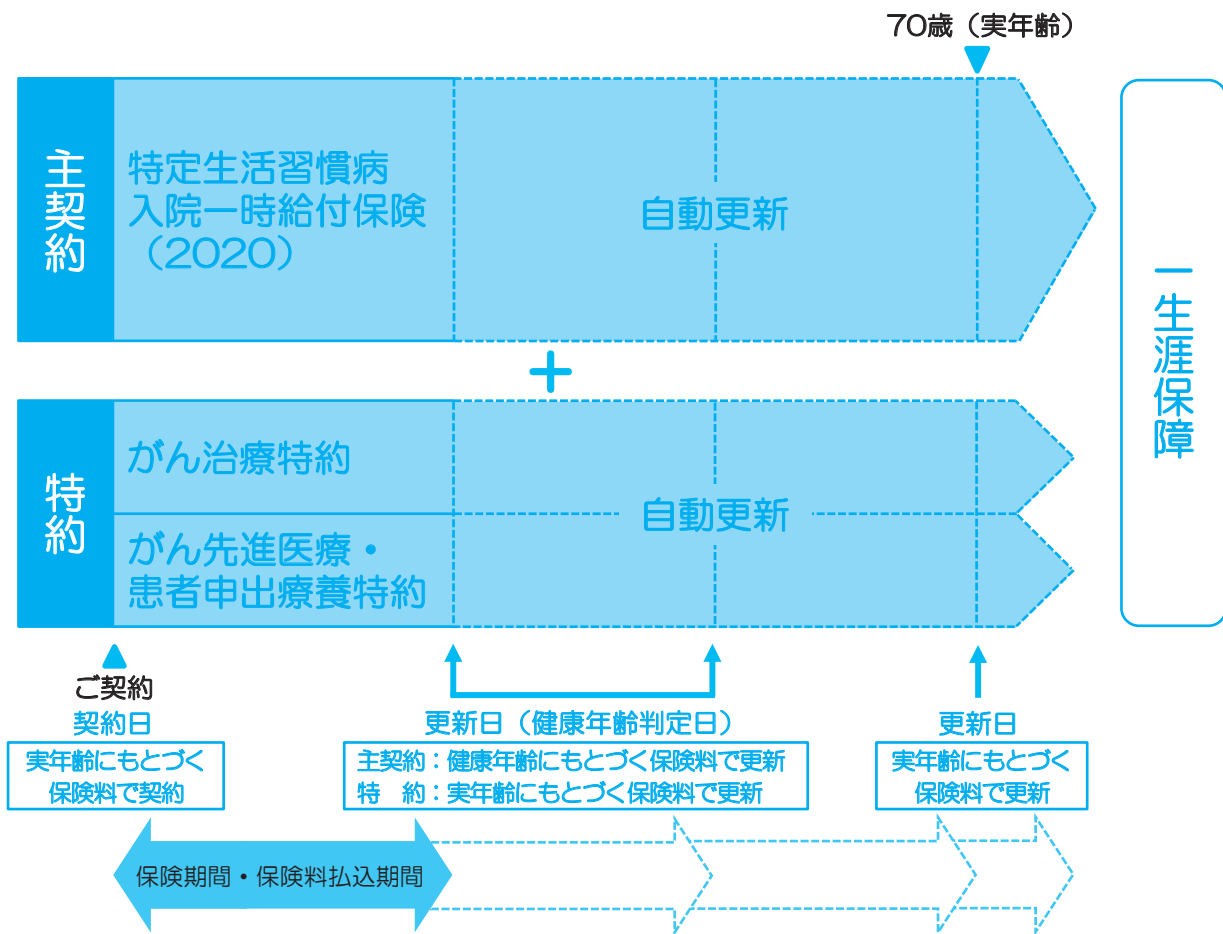 70歳（実年齢）
主契約
特定生活習慣病
入院一時給付保険
（2020）
自動更新
一生涯保障
＋
特約
がん治療特約
がん先進医療・
患者申出療養特約
自動更新
ご契約
契約日
実年齢にもとづく
保険料で契約
更新日（健康年齢判定日）
主契約：健康年齢にもとづく保険料で更新
特　約：実年齢にもとづく保険料で更新
更新日
実年齢にもとづく
保険料で更新
保険期間・保険料払込期間